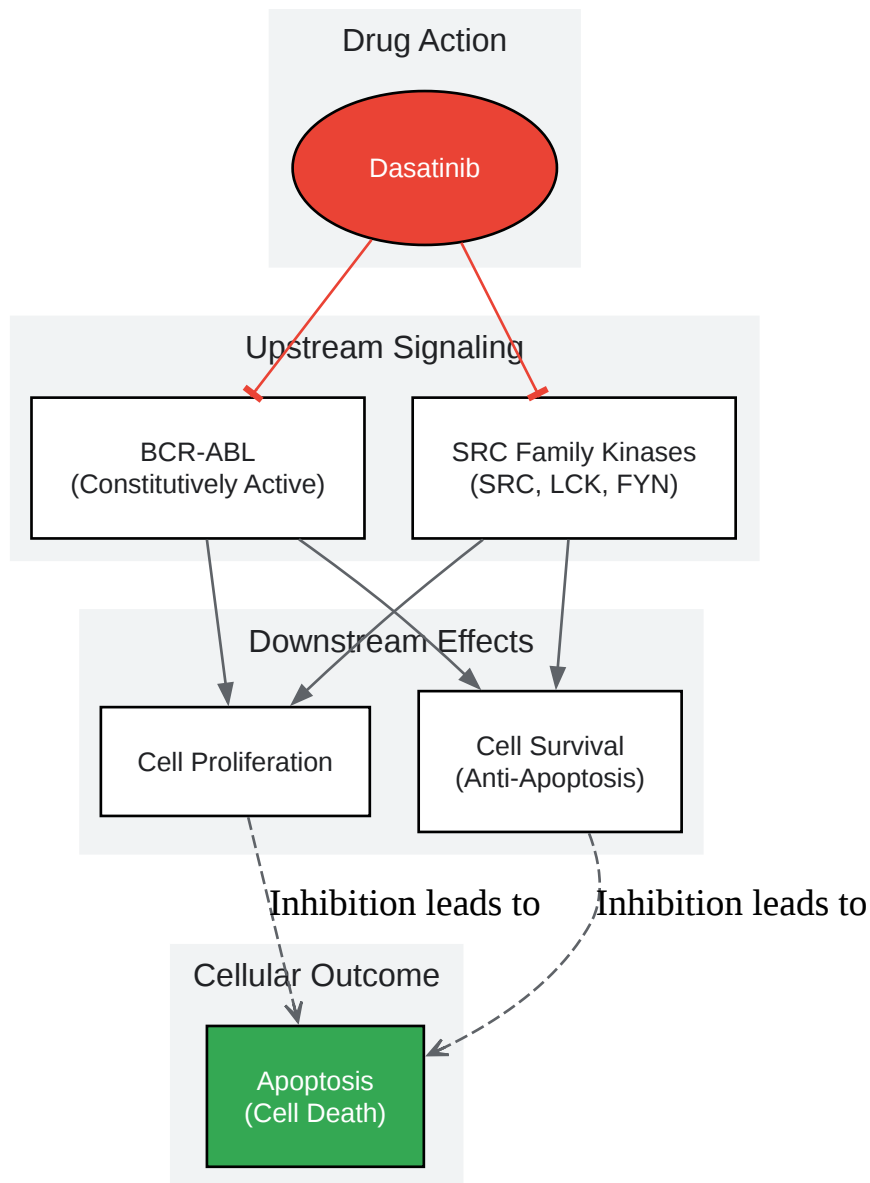 Drug Action
Dasatinib
Upstream Signaling
BCR-ABL
(Constitutively Active)
SRC Family Kinases
(SRC, LCK, FYN)
Downstream Effects
Cell Proliferation
Cell Survival
(Anti-Apoptosis)
Inhibition leads to
Inhibition leads to
Cellular Outcome
Apoptosis
(Cell Death)